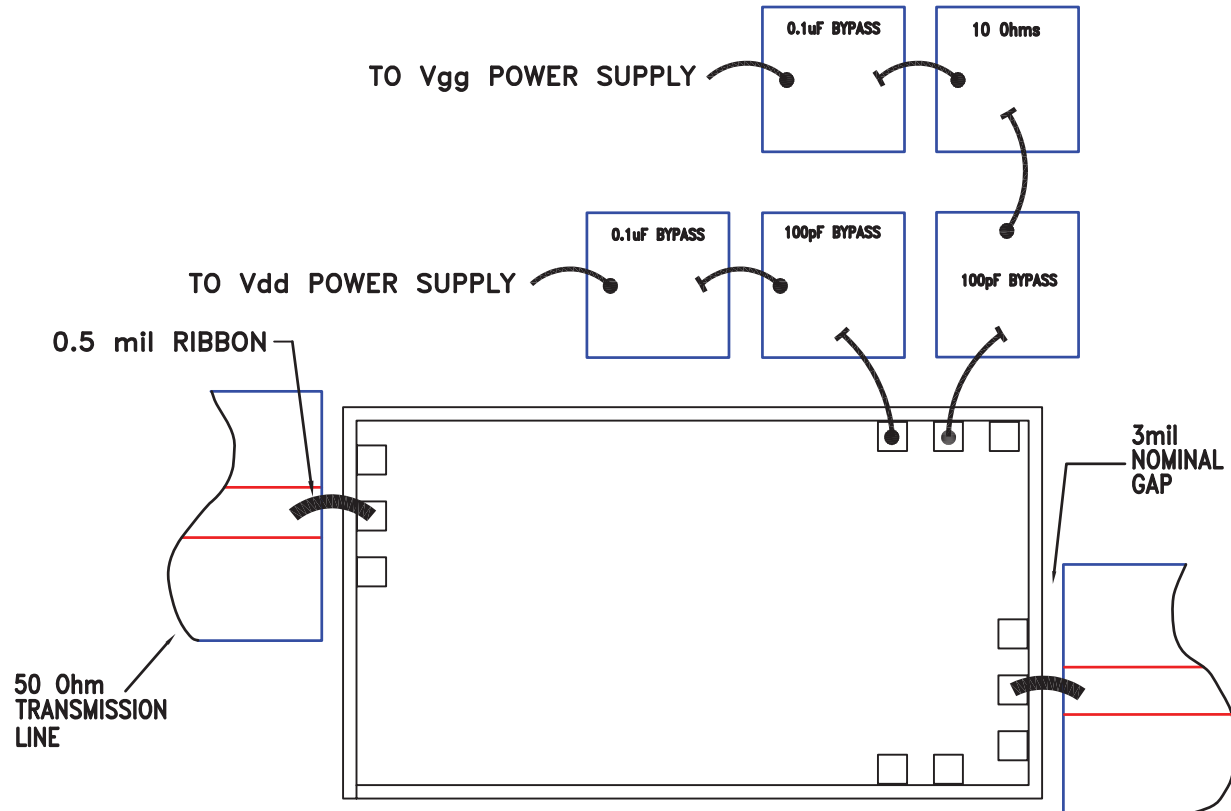 0.1uF BYPASS
10 Ohms
TO Vgg POWER SUPPLY
0.1uF BYPASS
100pF BYPASS
100pF BYPASS
TO Vdd POWER SUPPLY
0.5 mil RIBBON
3mil
NOMINAL
GAP
50 Ohm
TRANSMISSION
LINE